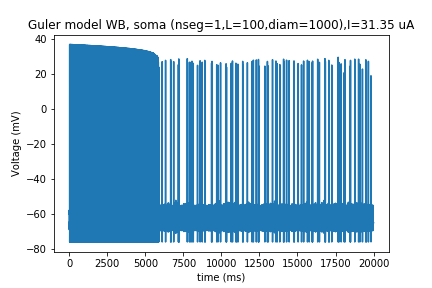 Guler model WB, soma (nseg=1,L=100,diam=1000),I=31.35 uA
40
20
0
−20
−40
−60
−80
Voltage (mV)
0 2500 5000 7500 10000 12500 15000 17500 20000
time (ms)